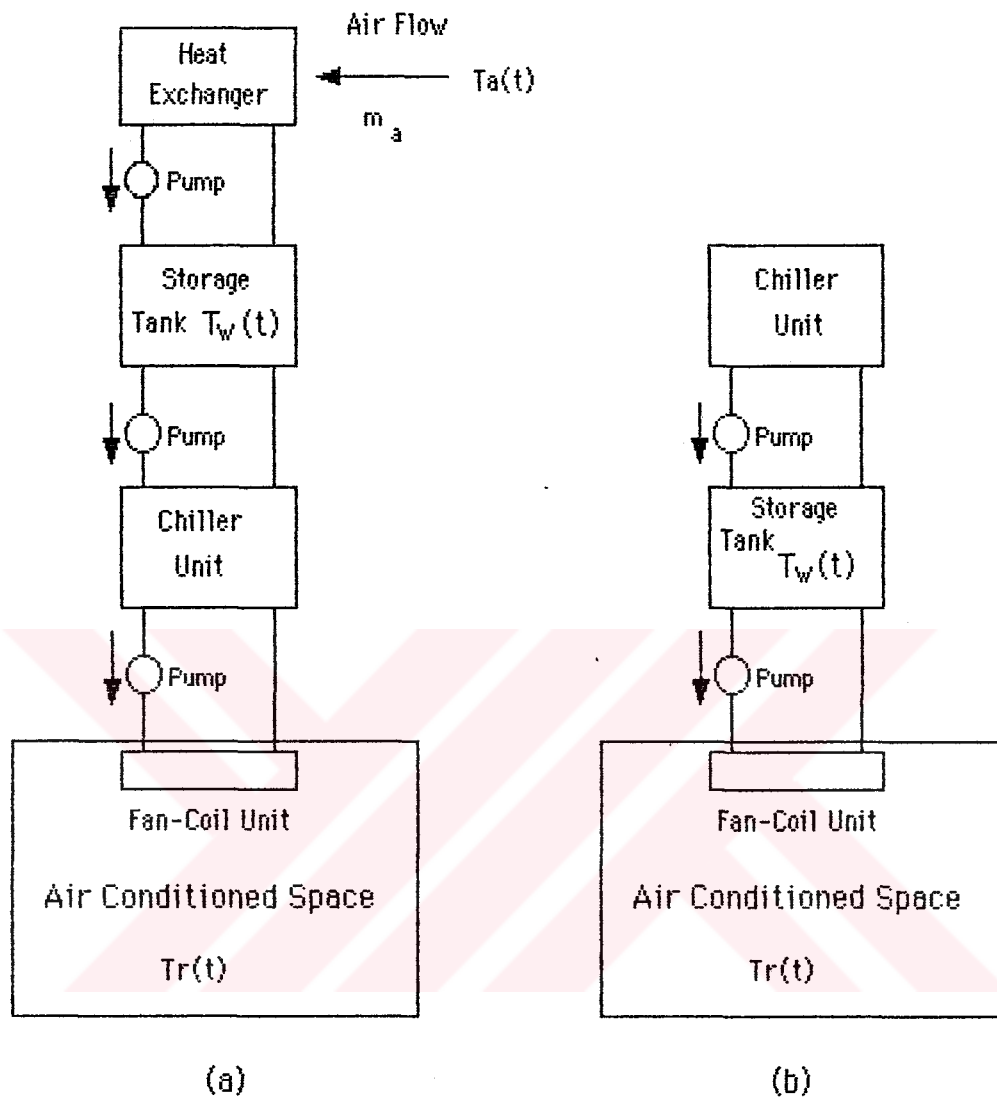 Air Flow
Heat
Exchanger
Ta(t)
m a
Pump
Storage
Tank Tw(t)
Pump
Chiller
Unit
Pump
Fan-Coil Unit
Air Conditioned Space
Tr(t)
(a)
Chiller
Unit
Pump
Storage
Tank Tw(t)
Pump
Fan-Coil Unit
Air Conditioned Space
Tr(t)
(b)